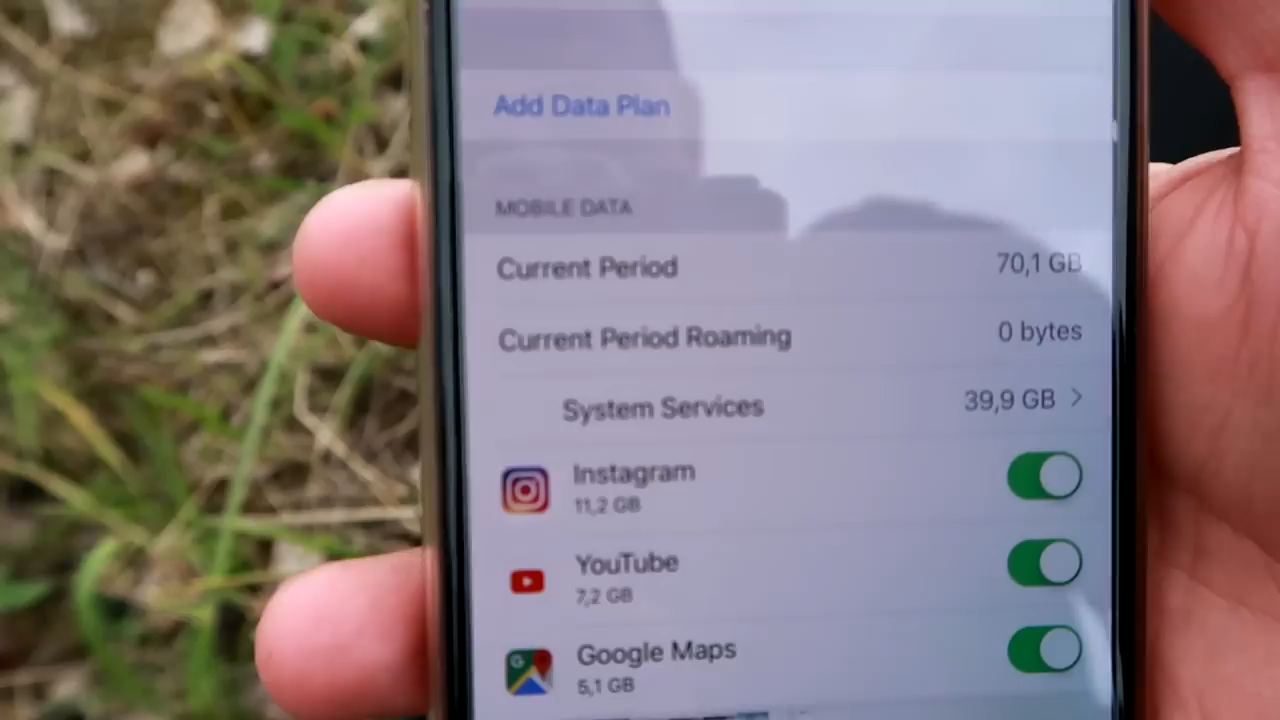 Add Data Plan
MOBILE DATA
Current Period 70,1 GB
Current Period Roaming 0 bytes
System Services 39,9 GB >
Instagram
11,2 GB
YouTube
7,2 GB
Google Maps
5,1 GB